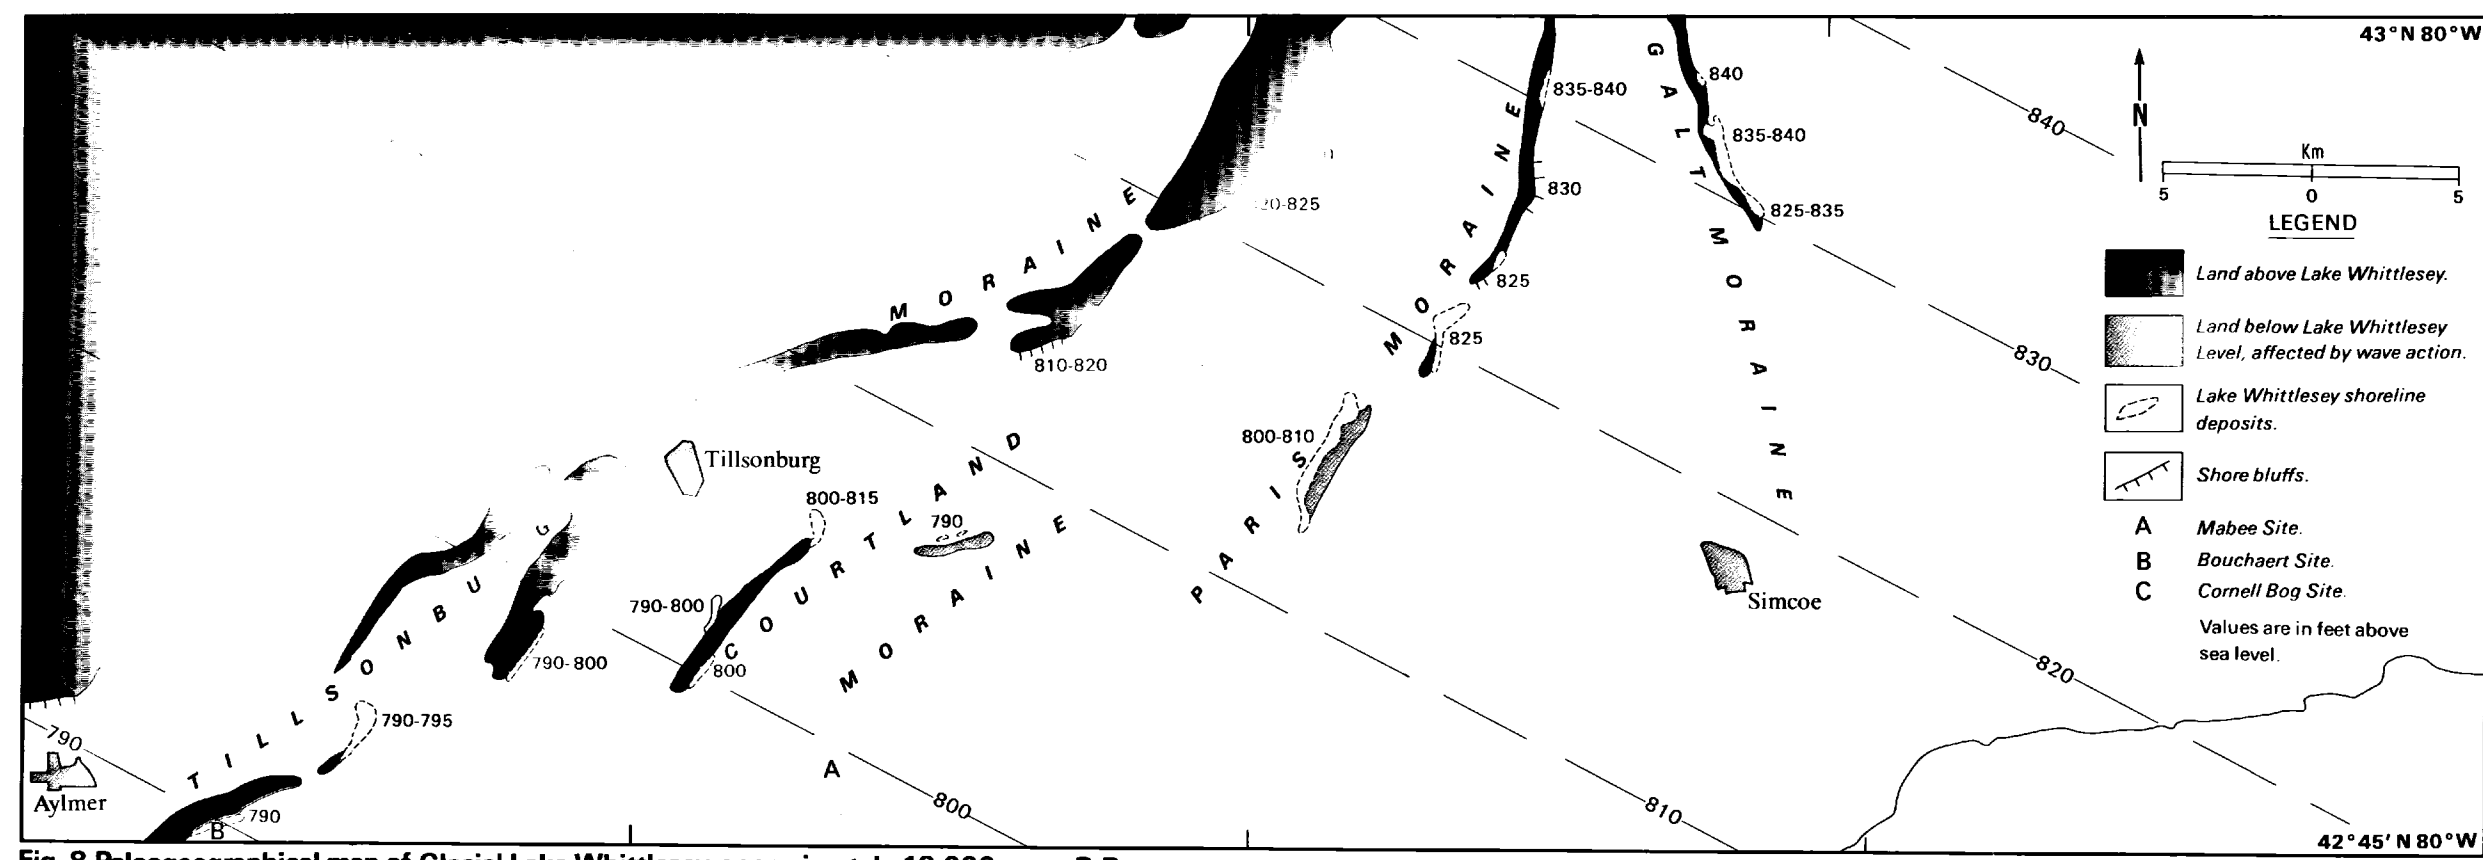 43°N 80°W
GALT MORAINE
840
835-840
835-840
840
N
Km
5 0 5
LEGEND
825-835
830
20-825
Land above Lake Whittlesey.
Land below Lake Whittlesey
Level, affected by wave action.
Lake Whittlesey shoreline
deposits.
Shore bluffs.
A Mabee Site.
B Bouchaert Site.
C Cornell Bog Site.
Values are in feet above
sea level.
MORAINE
825
825
810-820
830
PARIS MORAINE
800-810
Tillsonburg
800-815
790
COURTLAND
MORAINE
790-800
800
790-800
TILLSONBURG
790-795
Simcoe
820
790
Aylmer
790
B
A
800
810
42°45' N 80°W